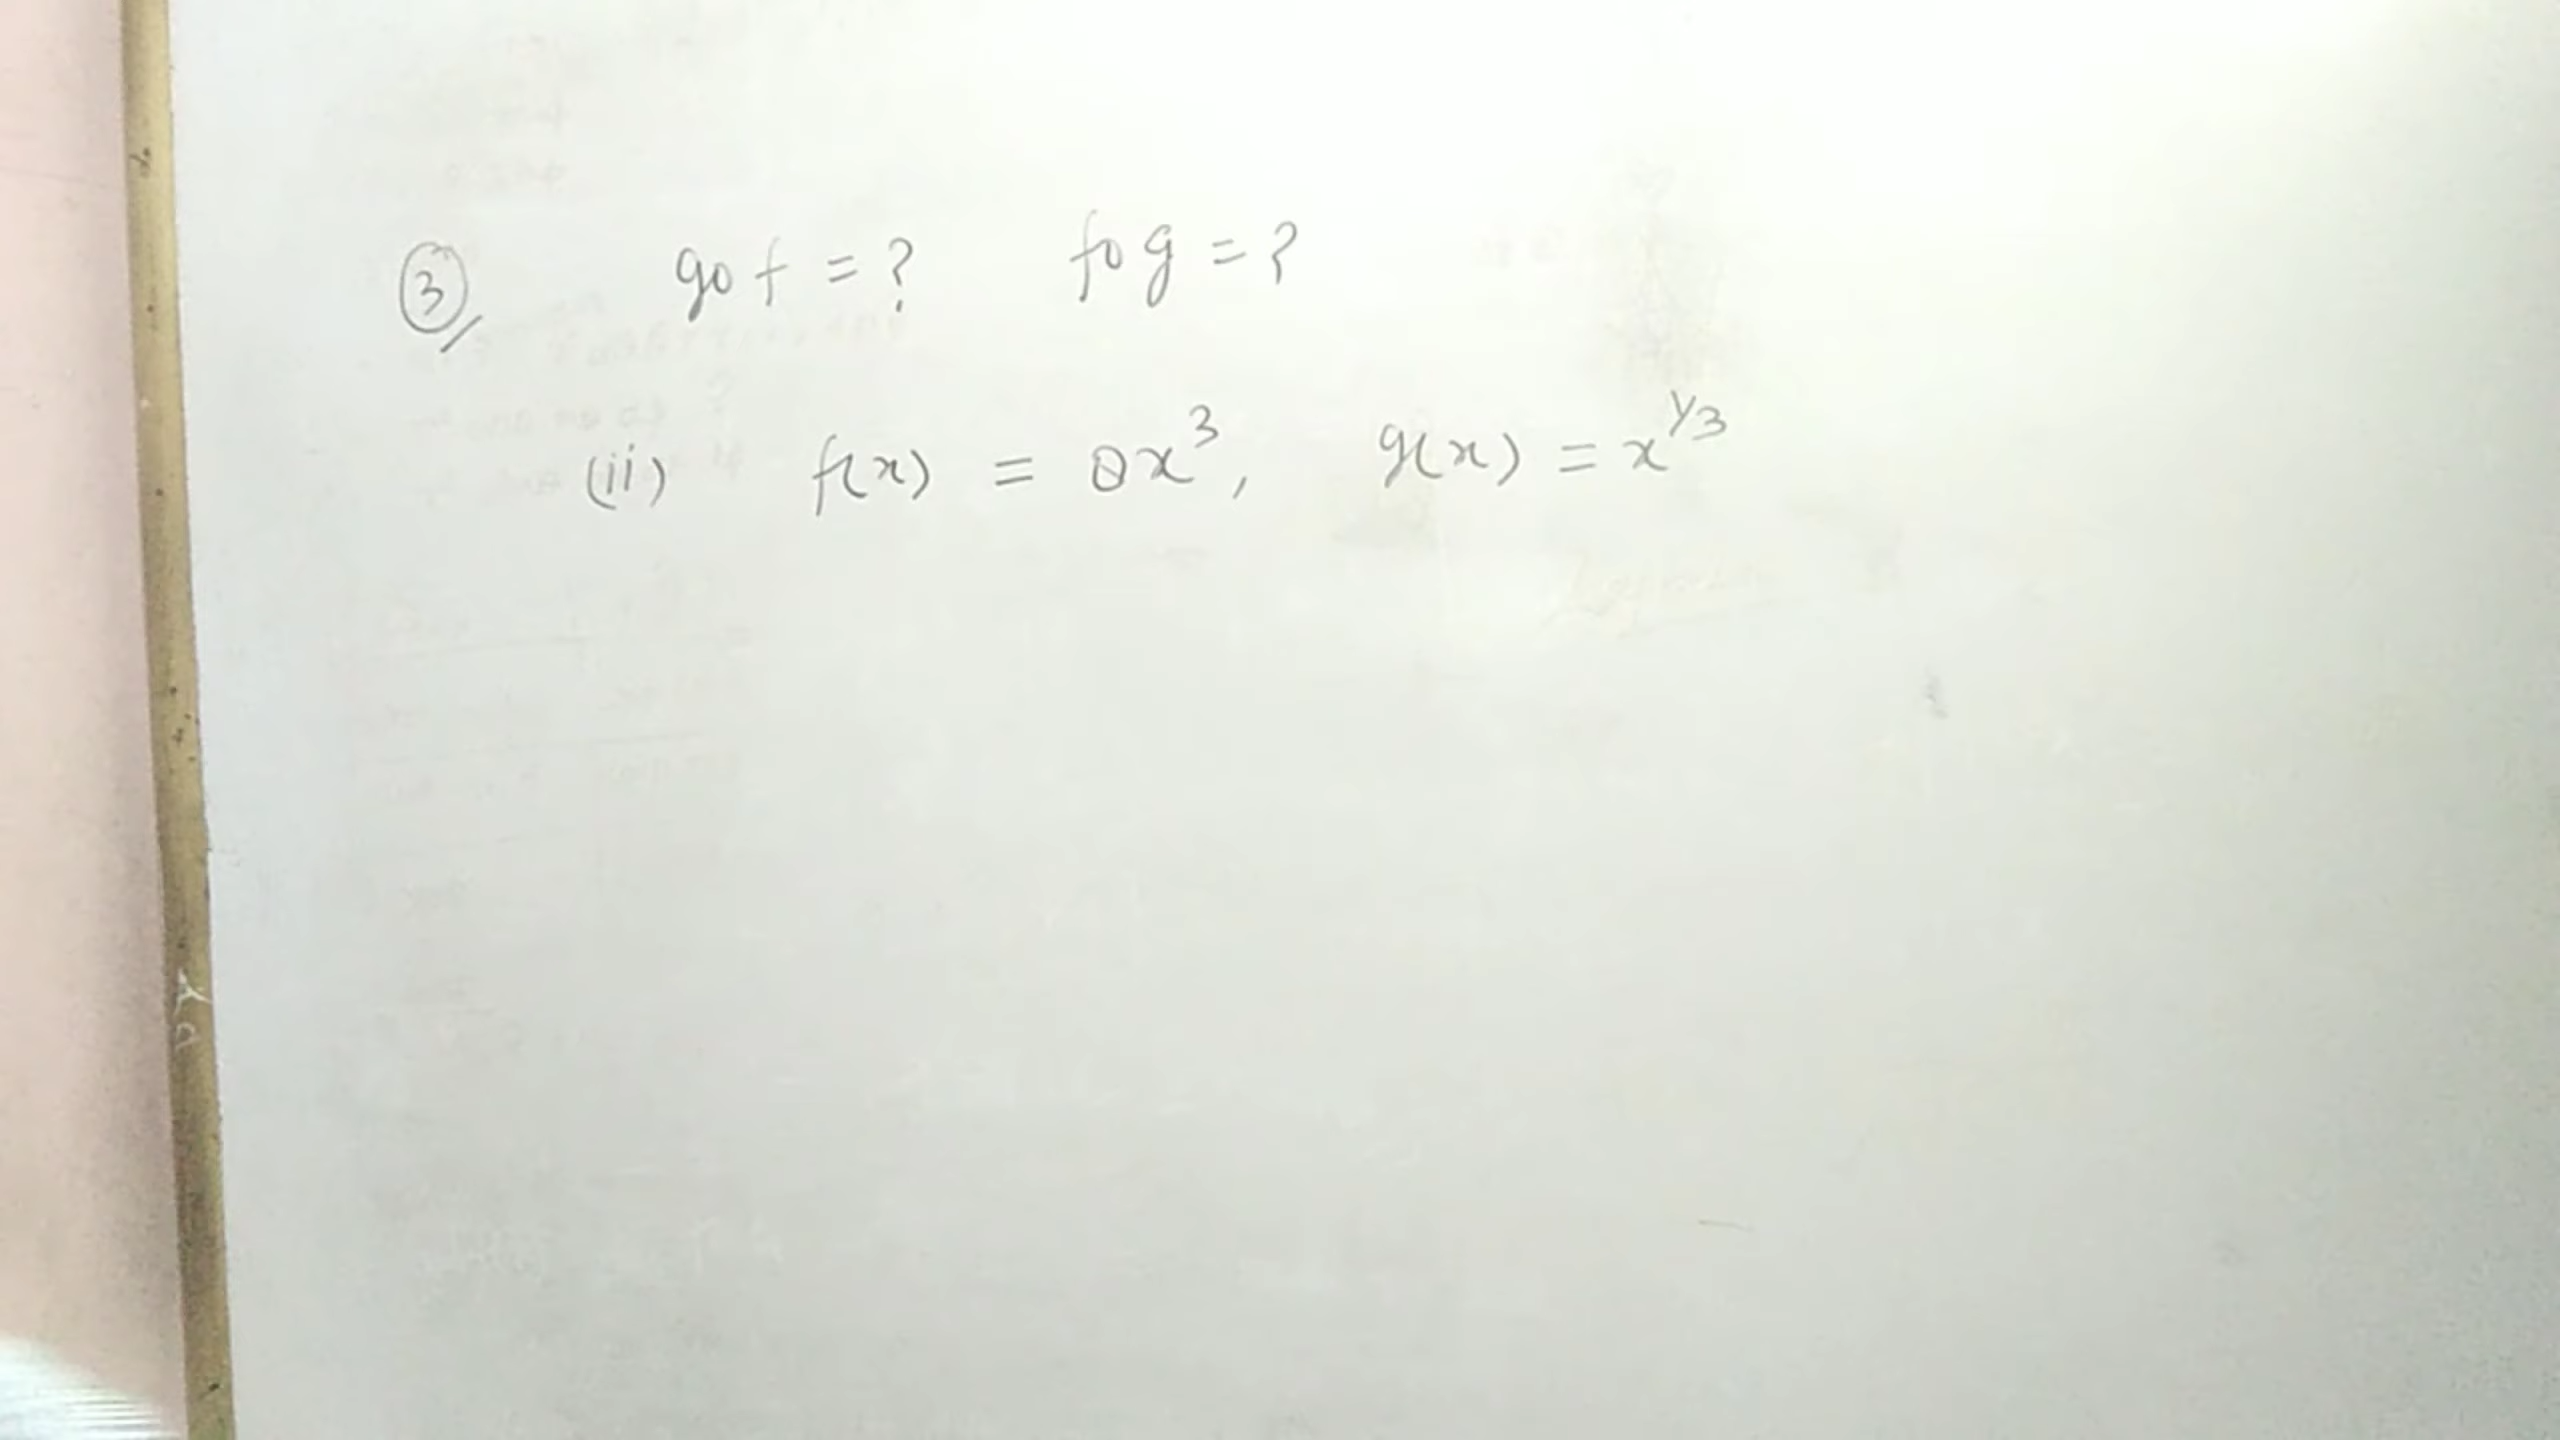 3 gof = ? fog = ?
(ii) f(x) = 8x³, g(x) = x^1/3